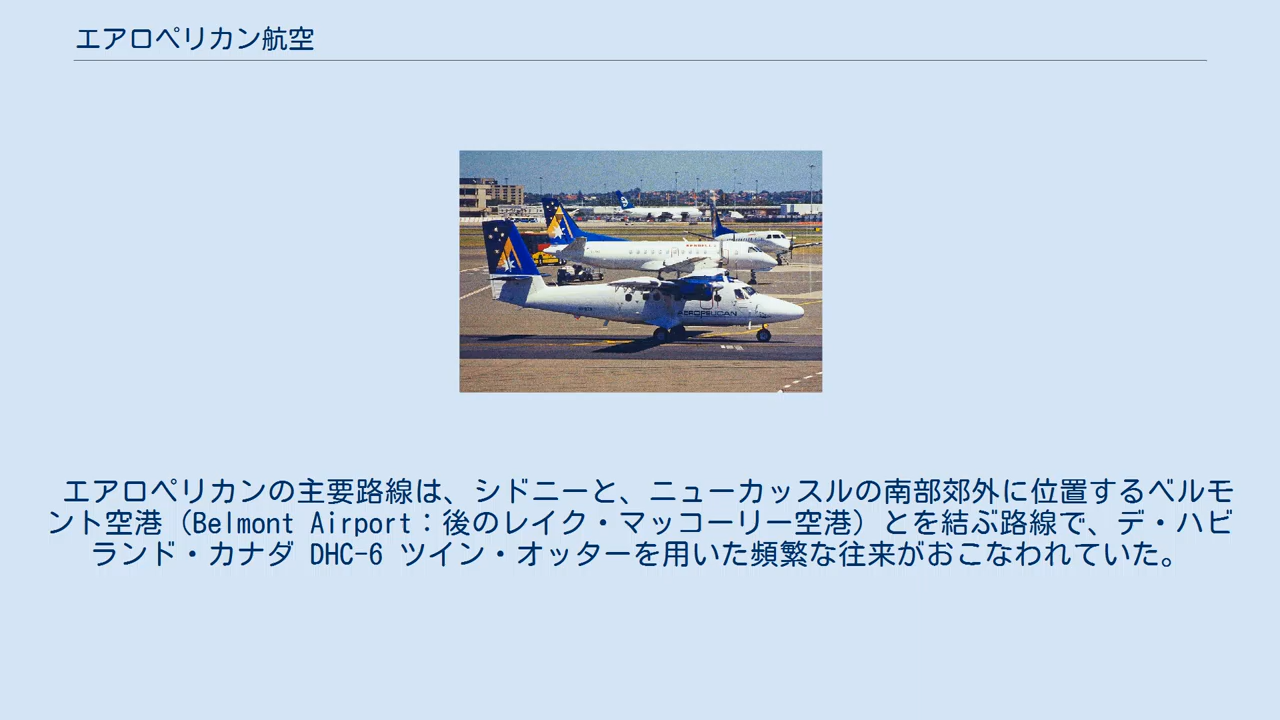 エアロペリカン航空
AEROPELICAN
エアロペリカンの主要路線は、シドニーと、ニューカッスルの南部郊外に位置するベルモ
ント空港（Belmont Airport：後のレイク・マッコーリー空港）とを結ぶ路線で、デ・ハビ
ランド・カナダ DHC-6 ツイン・オッターを用いた頻繁な往来がおこなわれていた。